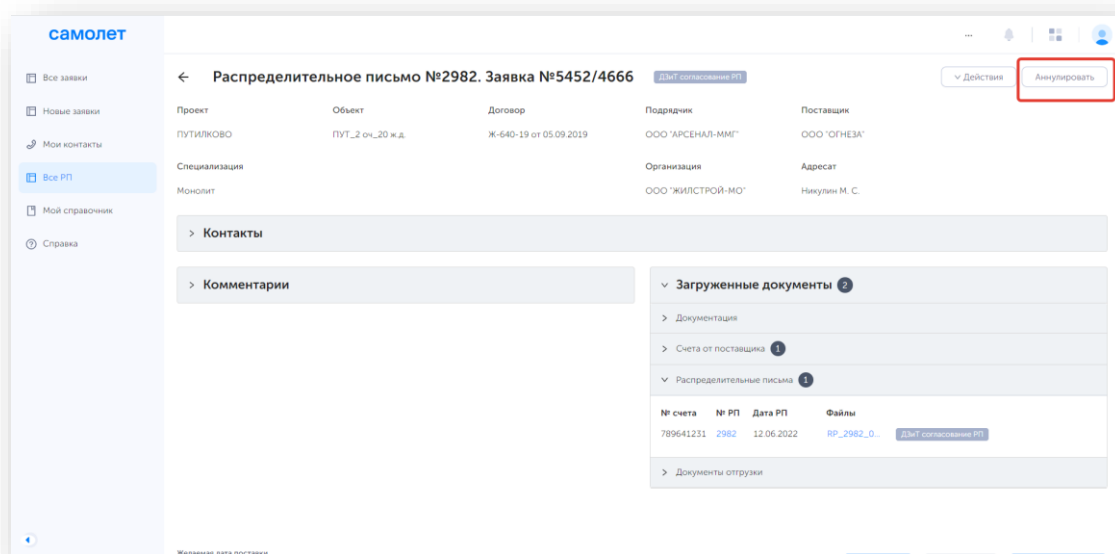 самолет
...
Все заявки
Новые заявки
Мои контакты
Все РП
Мой справочник
Справка
Распределительное письмо №2982. Заявка №5452/4666 ДЗиТ согласование РП Действия Аннулировать
Проект Объект Договор Подрядчик Поставщик
ПУТИЛКОВО ПУТ_2 оч_20 ж.д. Ж-640-19 от 05.09.2019 ООО "АРСЕНАЛ-ММГ" ООО "ОГНЕЗА"
Специализация Организация Адресат
Монолит ООО "ЖИЛСТРОЙ-МО" Никулин М. С.
Контакты
Комментарии
Загруженные документы 2
Документация
Счета от поставщика 1
Распределительные письма 1
№ счета № РП Дата РП Файлы
789641231 2982 12.06.2022 RP_2982_0... ДЗиТ согласование РП
Документы отгрузки
Желаемая дата поставки